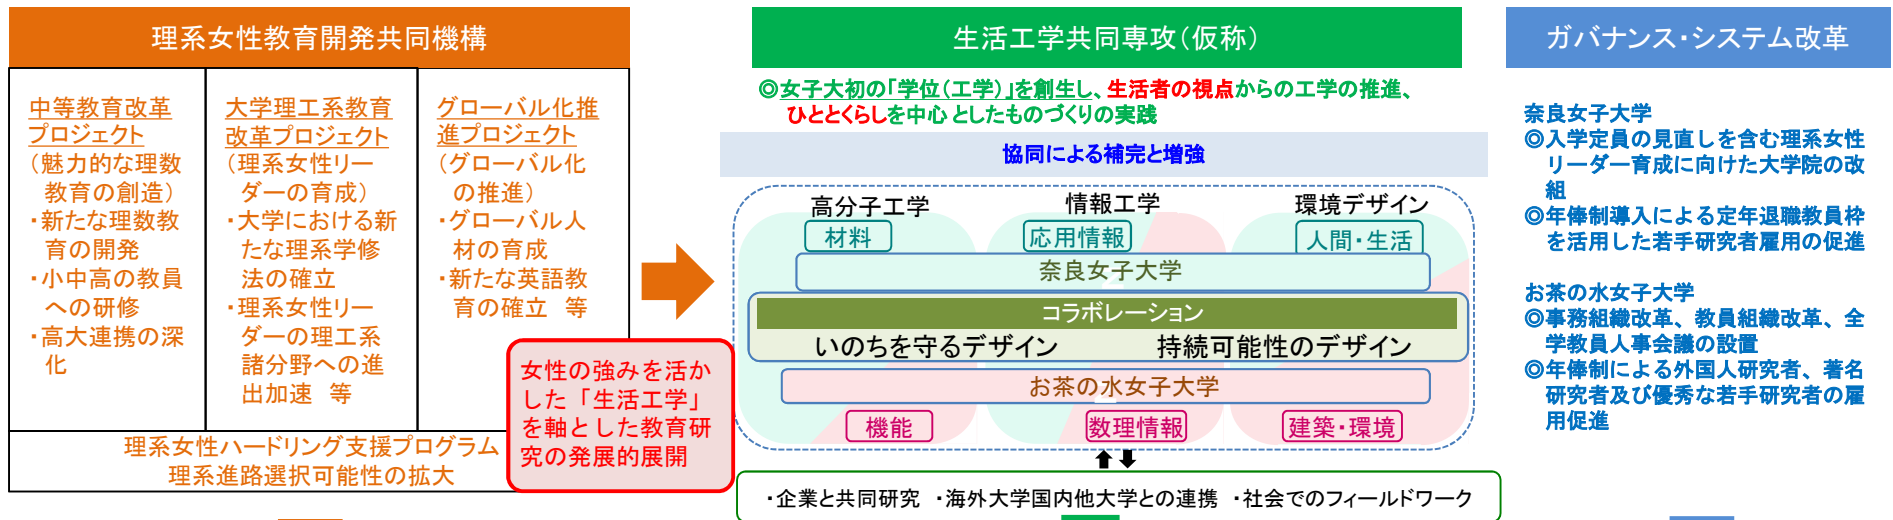 理系女性教育開発共同機構
中等教育改革
プロジェクト
（魅力的な理数
教育の創造）
・新たな理数教
育の開発
・小中高の教員
への研修
・高大連携の深
化
大学理工系教育
改革プロジェクト
（理系女性リー
ダーの育成）
・大学における新
たな理系学修
法の確立
・理系女性リー
ダーの理工系
諸分野への進
出加速 等
グローバル化推
進プロジェクト
（グローバル化
の推進）
・グローバル人
材の育成
・新たな英語教
育の確立 等
理系女性ハードリング支援プログラム
理系進路選択可能性の拡大
女性の強みを活か
した「生活工学」
を軸とした教育研
究の発展的展開
生活工学共同専攻（仮称）
◎女子大初の「学位（工学）」を創生し、生活者の視点からの工学の推進、
ひととくらしを中心としたものづくりの実践
協同による補完と増強
高分子工学 情報工学 環境デザイン
材料 応用情報 人間・生活
奈良女子大学
コラボレーション
いのちを守るデザイン 持続可能性のデザイン
お茶の水女子大学
機能 数理情報 建築・環境
・企業と共同研究 ・海外大学国内他大学との連携 ・社会でのフィールドワーク
ガバナンス・システム改革
奈良女子大学
◎入学定員の見直しを含む理系女性
リーダー育成に向けた大学院の改
組
◎年俸制導入による定年退職教員枠
を活用した若手研究者雇用の促進
お茶の水女子大学
◎事務組織改革、教員組織改革、全
学教員人事会議の設置
◎年俸制による外国人研究者、著名
研究者及び優秀な若手研究者の雇
用促進